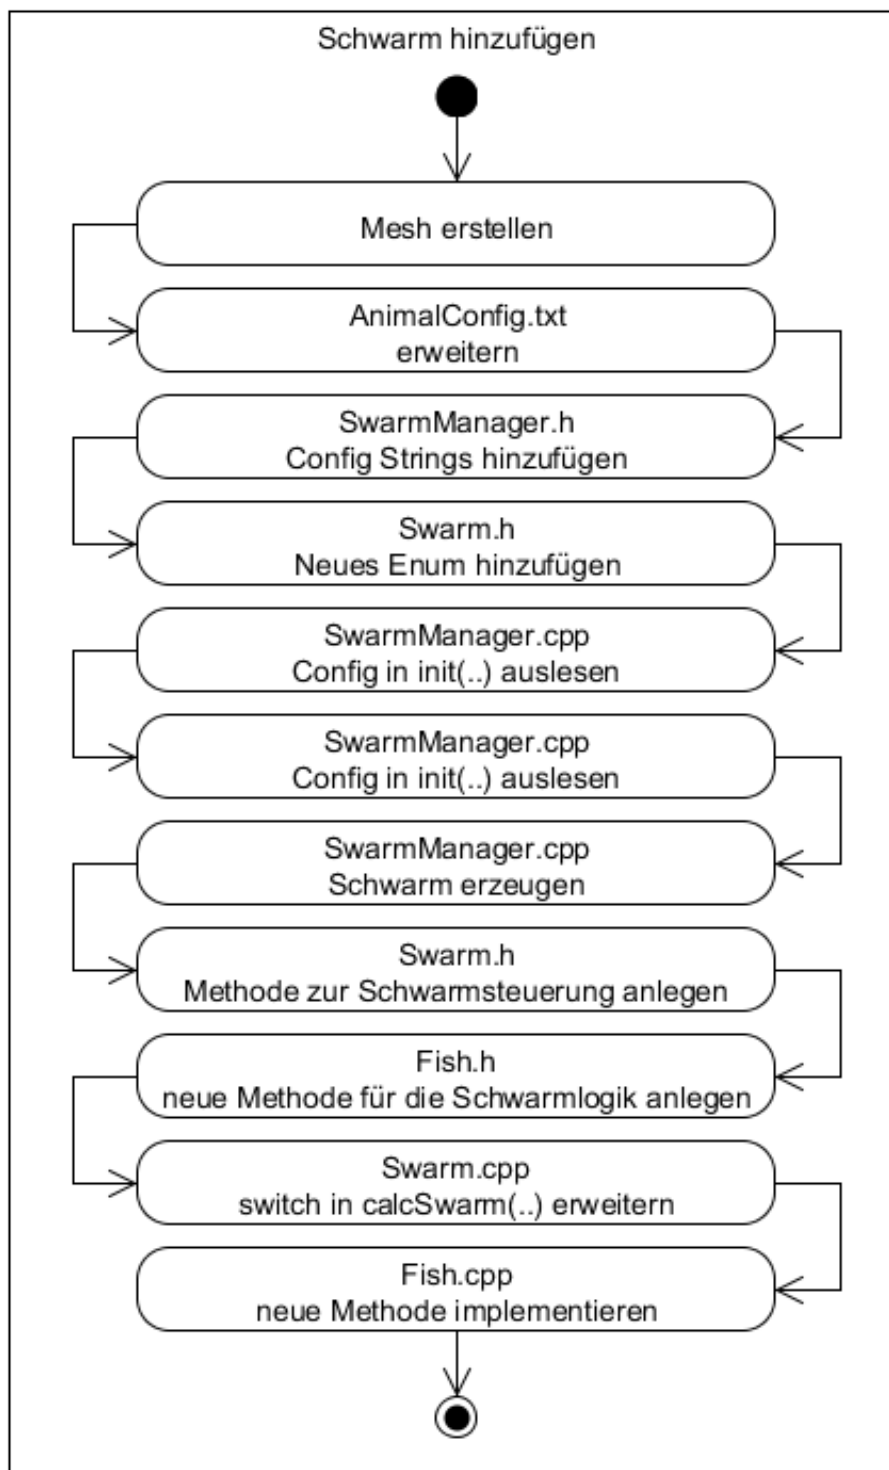 Schwarm hinzufügen
Mesh erstellen
AnimalConfig.txt
erweitern
SwarmManager.h
Config Strings hinzufügen
Swarm.h
Neues Enum hinzufügen
SwarmManager.cpp
Config in init(..) auslesen
SwarmManager.cpp
Config in init(..) auslesen
SwarmManager.cpp
Schwarm erzeugen
Swarm.h
Methode zur Schwarmsteuerung anlegen
Fish.h
neue Methode für die Schwarmlogik anlegen
Swarm.cpp
switch in calcSwarm(..) erweitern
Fish.cpp
neue Methode implementieren